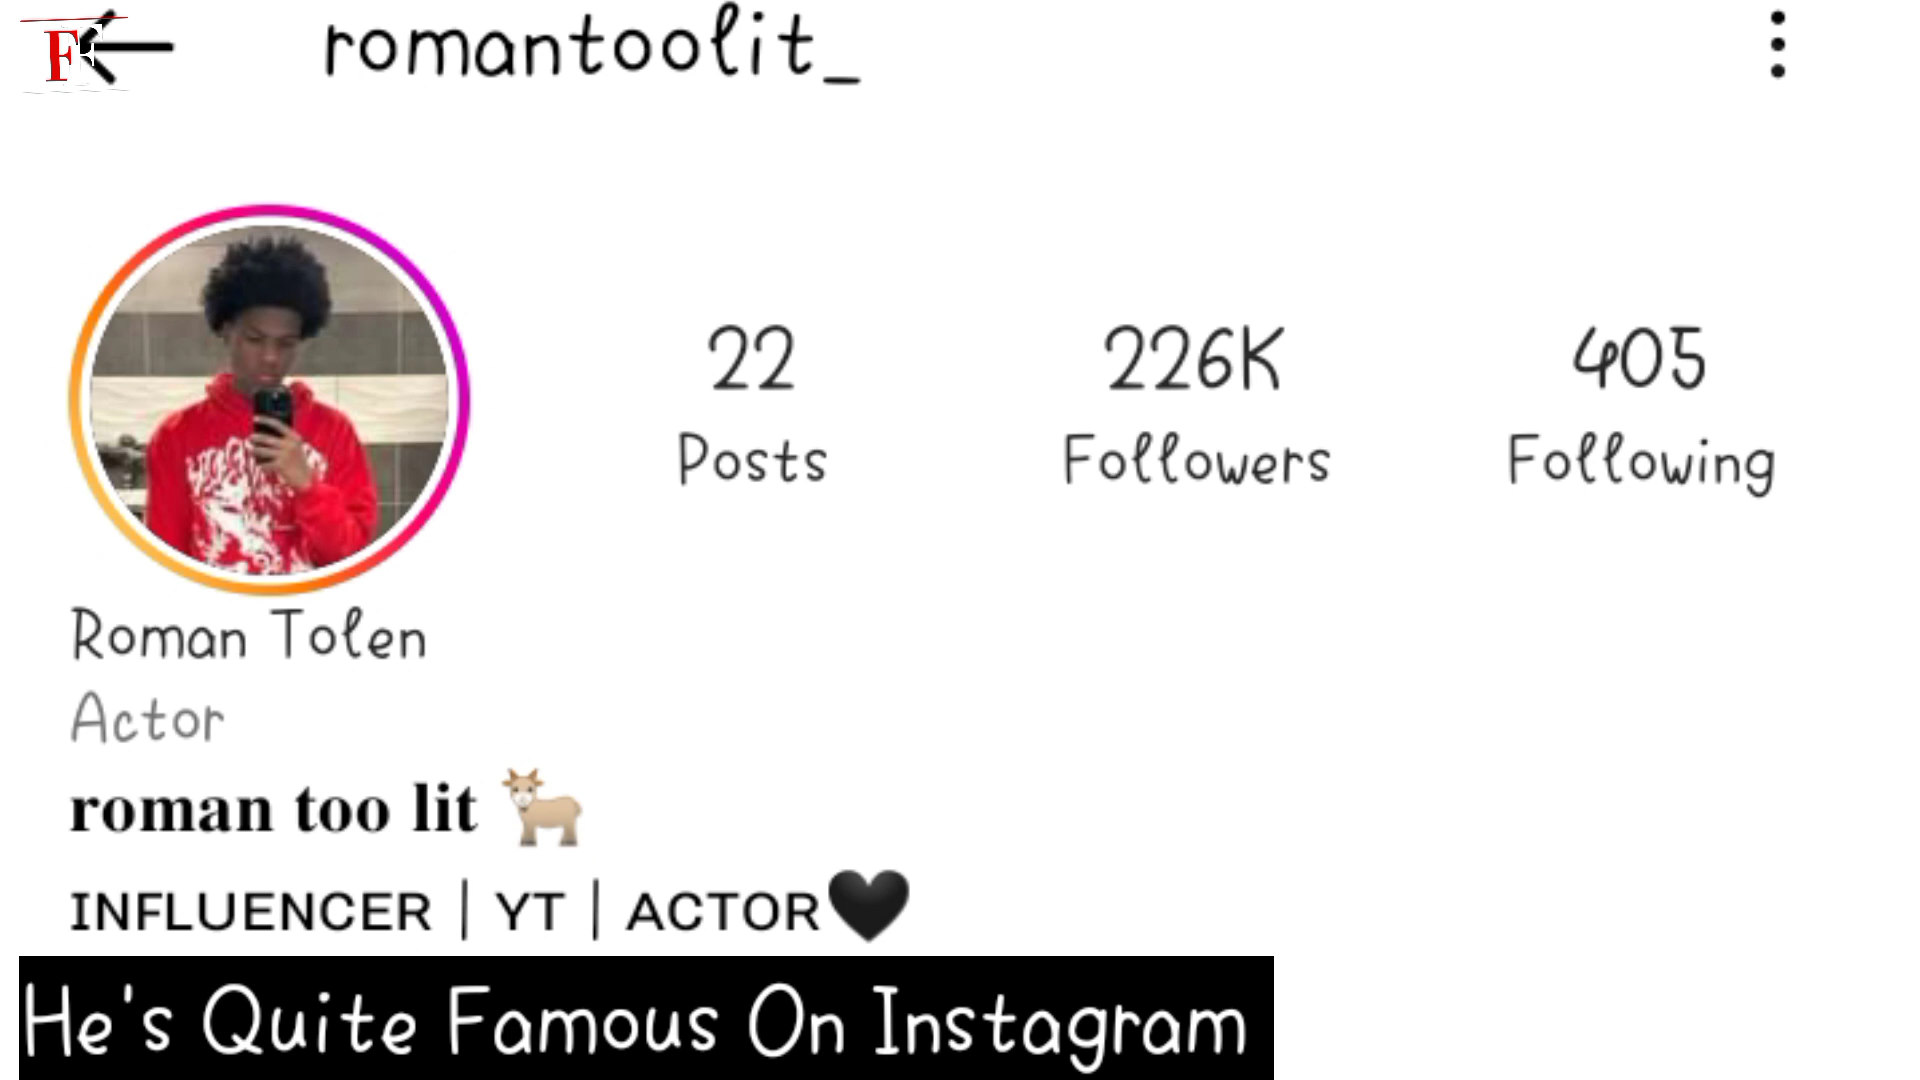 F
romantoolit_
22 226K 405
Posts Followers Following
Roman Tolen
Actor
roman too lit 🐐
INFLUENCER | YT | ACTOR🖤
He's Quite Famous On Instagram